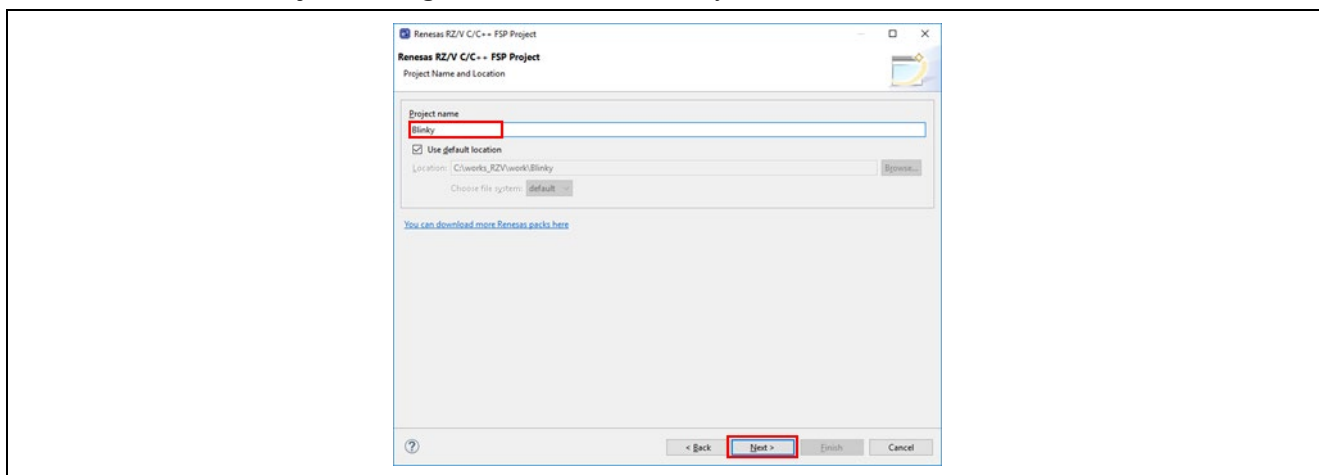 Renesas RZ/V C/C++ FSP Project
Renesas RZ/V C/C++ FSP Project
Project Name and Location
Project name
Blinky
Use default location
Location: C:\works_RZV\work\Blinky Browse...
Choose file system: default
You can download more Renesas packs here
< Back Next > Finish Cancel